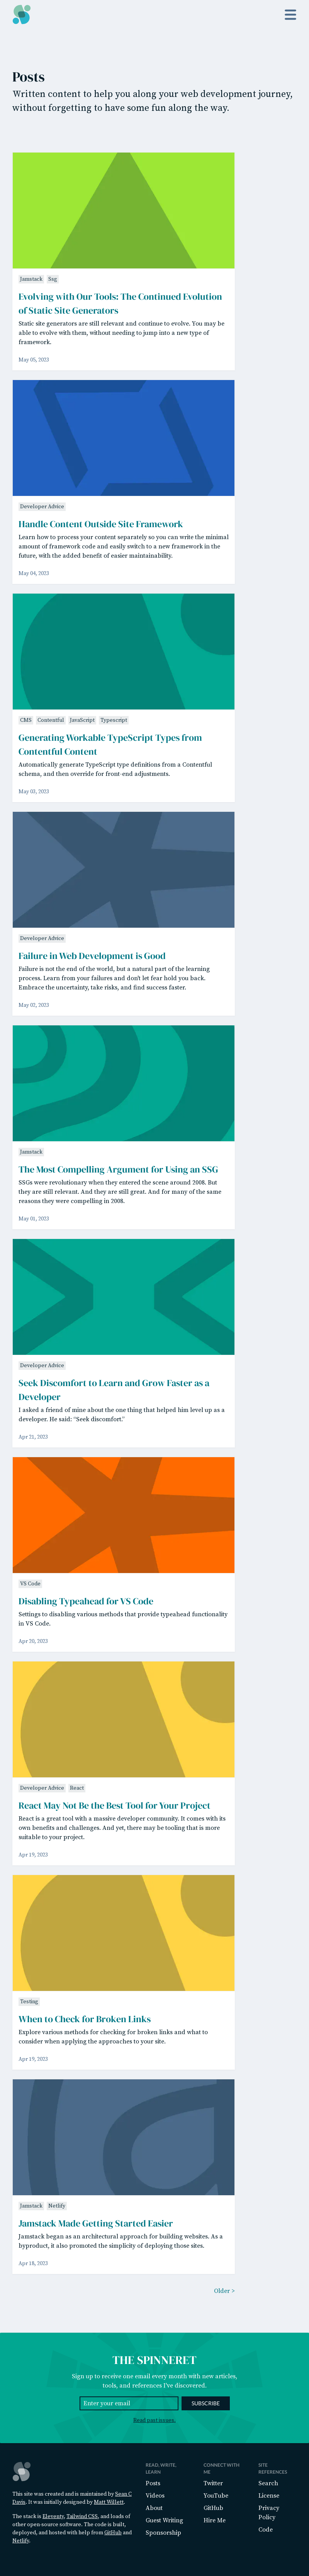 Posts
Written content to help you along your web development journey,
without forgetting to have some fun along the way.
Jamstack Ssg
Evolving with Our Tools: The Continued Evolution
of Static Site Generators
Static site generators are still relevant and continue to evolve. You may be
able to evolve with them, without needing to jump into a new type of
framework.
May 05, 2023
Developer Advice
Handle Content Outside Site Framework
Learn how to process your content separately so you can write the minimal
amount of framework code and easily switch to a new framework in the
future, with the added benefit of easier maintainability.
May 04, 2023
CMS Contentful JavaScript Typescript
Generating Workable TypeScript Types from
Contentful Content
Automatically generate TypeScript type definitions from a Contentful
schema, and then override for front-end adjustments.
May 03, 2023
Developer Advice
Failure in Web Development is Good
Failure is not the end of the world, but a natural part of the learning
process. Learn from your failures and don't let fear hold you back.
Embrace the uncertainty, take risks, and find success faster.
May 02, 2023
Jamstack
The Most Compelling Argument for Using an SSG
SSGs were revolutionary when they entered the scene around 2008. But
they are still relevant. And they are still great. And for many of the same
reasons they were compelling in 2008.
May 01, 2023
Developer Advice
Seek Discomfort to Learn and Grow Faster as a
Developer
I asked a friend of mine about the one thing that helped him level up as a
developer. He said: “Seek discomfort.”
Apr 21, 2023
VS Code
Disabling Typeahead for VS Code
Settings to disabling various methods that provide typeahead functionality
in VS Code.
Apr 20, 2023
Developer Advice React
React May Not Be the Best Tool for Your Project
React is a great tool with a massive developer community. It comes with its
own benefits and challenges. And yet, there may be tooling that is more
suitable to your project.
Apr 19, 2023
Testing
When to Check for Broken Links
Explore various methods for checking for broken links and what to
consider when applying the approaches to your site.
Apr 19, 2023
Jamstack Netlify
Jamstack Made Getting Started Easier
Jamstack began as an architectural approach for building websites. As a
byproduct, it also promoted the simplicity of deploying those sites.
Apr 18, 2023
Older >
THE SPINNERET
Sign up to receive one email every month with new articles,
tools, and references I've discovered.
Enter your email
SUBSCRIBE
Read past issues.
This site was created and is maintained by Sean C
Davis. It was initially designed by Matt Willett.
The stack is Eleventy, Tailwind CSS, and loads of
other open-source software. The code is built,
deployed, and hosted with help from GitHub and
Netlify.
READ, WRITE,
LEARN
Posts
Videos
About
Guest Writing
Sponsorship
CONNECT WITH
ME
Twitter
YouTube
GitHub
Hire Me
SITE
REFERENCES
Search
License
Privacy
Policy
Code